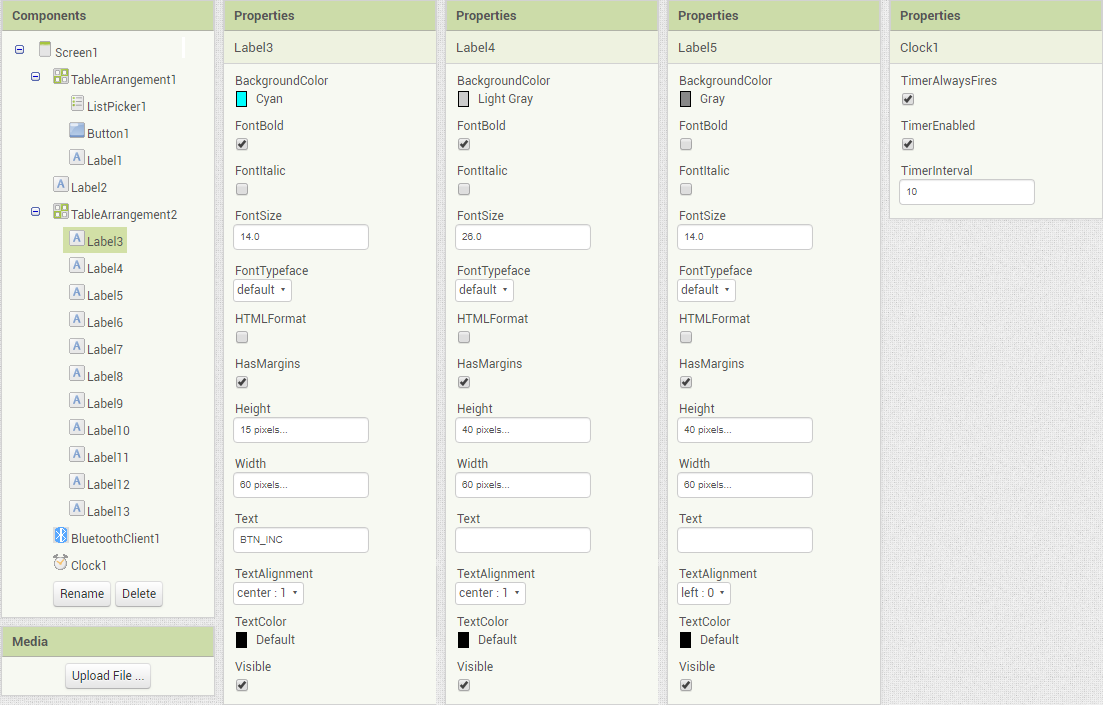 Components
Screen1
TableArrangement1
ListPicker1
Button1
A Label1
A Label2
TableArrangement2
A Label3
A Label4
A Label5
A Label6
A Label7
A Label8
A Label9
A Label10
A Label11
A Label12
A Label13
BluetoothClient1
Clock1
Rename Delete
Media
Upload File ...
Properties
Label3
BackgroundColor
Cyan
FontBold
FontItalic
FontSize
14.0
FontTypeface
default
HTMLFormat
HasMargins
Height
15 pixels...
Width
60 pixels...
Text
BTN_INC
TextAlignment
center : 1
TextColor
Default
Visible
Properties
Label4
BackgroundColor
Light Gray
FontBold
FontItalic
FontSize
26.0
FontTypeface
default
HTMLFormat
HasMargins
Height
40 pixels...
Width
60 pixels...
Text
TextAlignment
center : 1
TextColor
Default
Visible
Properties
Label5
BackgroundColor
Gray
FontBold
FontItalic
FontSize
14.0
FontTypeface
default
HTMLFormat
HasMargins
Height
40 pixels...
Width
60 pixels...
Text
TextAlignment
left : 0
TextColor
Default
Visible
Properties
Clock1
TimerAlwaysFires
TimerEnabled
TimerInterval
10